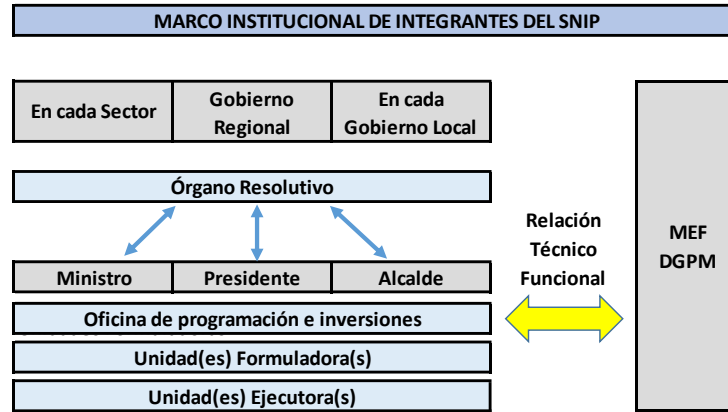 MARCO INSTITUCIONAL DE INTEGRANTES DEL SNIP
En cada Sector
Gobierno
Regional
En cada
Gobierno Local
Órgano Resolutivo
Ministro
Presidente
Alcalde
Oficina de programación e inversiones
Unidad(es) Formuladora(s)
Unidad(es) Ejecutora(s)
Relación
Técnico
Funcional
MEF
DGPM